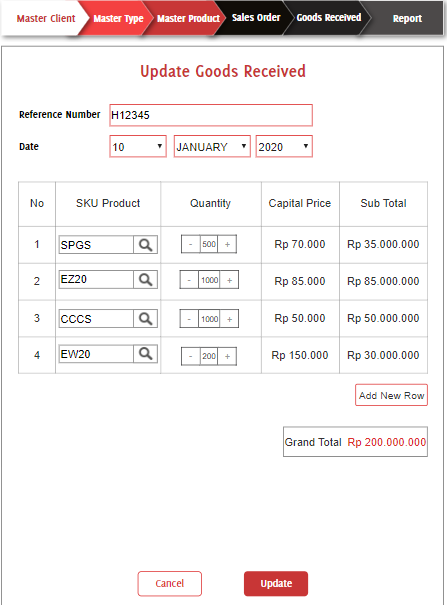 Master Client Master Type Master Product Sales Order Goods Received Report
Update Goods Received
Reference Number H12345
Date 10 JANUARY 2020
No SKU Product Quantity Capital Price Sub Total
1 SPGS - 500 + Rp 70.000 Rp 35.000.000
2 EZ20 - 1000 + Rp 85.000 Rp 85.000.000
3 CCCS - 1000 + Rp 50.000 Rp 50.000.000
4 EW20 - 200 + Rp 150.000 Rp 30.000.000
Add New Row
Grand Total Rp 200.000.000
Cancel Update